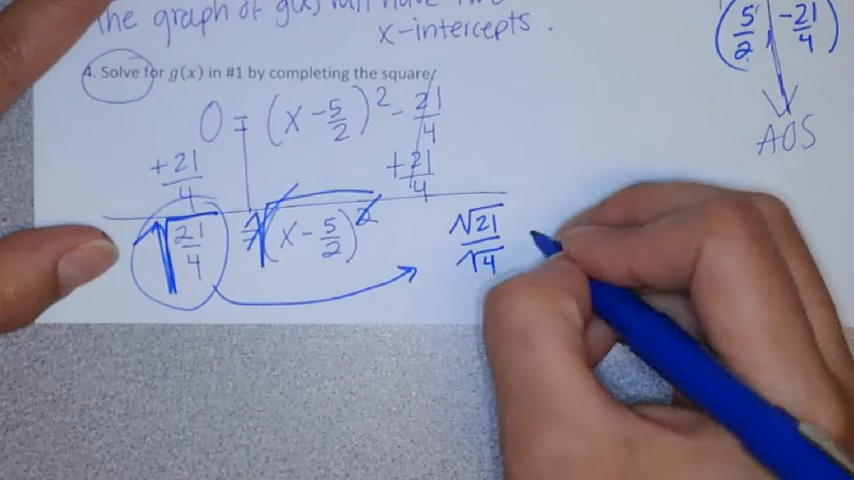 the graph of g(x) will have two
x-intercepts.
4. Solve for g(x) in #1 by completing the square
0 = (x - 5/2)² - 21/4
+ 21/4 + 21/4
√21/4 = √(x - 5/2)² √21/√4
(5/2, -21/4)
AOS